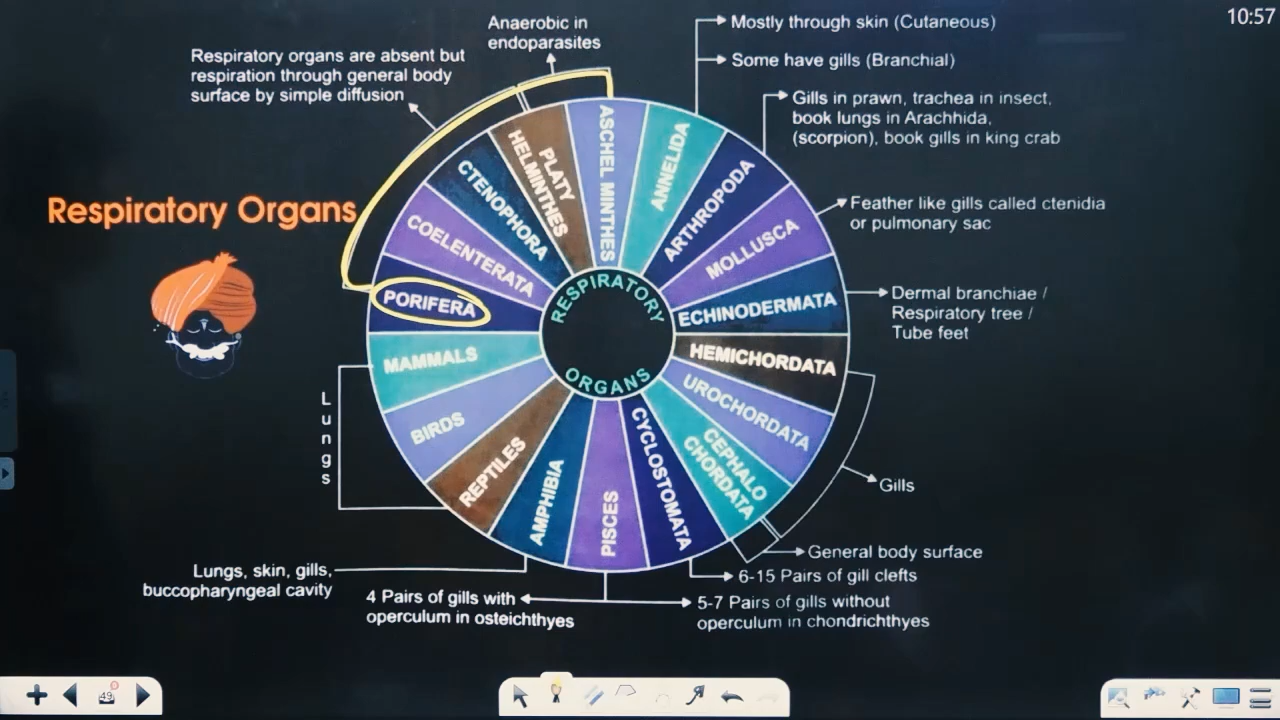 10:57
Anaerobic in
endoparasites
Mostly through skin (Cutaneous)
Some have gills (Branchial)
Respiratory organs are absent but
respiration through general body
surface by simple diffusion
Gills in prawn, trachea in insect,
book lungs in Arachhida,
(scorpion), book gills in king crab
Respiratory Organs
Feather like gills called ctenidia
or pulmonary sac
Dermal branchiae /
Respiratory tree /
Tube feet
PORIFERA
COELENTERATA
CTENOPHORA
PLATY
HELMINTHES
ASCHEL MINTHES
ANNELIDA
ARTHROPODA
MOLLUSCA
ECHINODERMATA
HEMICHORDATA
UROCHORDATA
CEPHALO
CHORDATA
CYCLOSTOMATA
PISCES
AMPHIBIA
REPTILES
BIRDS
MAMMALS
RESPIRATORY
ORGANS
Lungs
Gills
General body surface
6-15 Pairs of gill clefts
5-7 Pairs of gills without
operculum in chondrichthyes
4 Pairs of gills with
operculum in osteichthyes
Lungs, skin, gills,
buccopharyngeal cavity
49